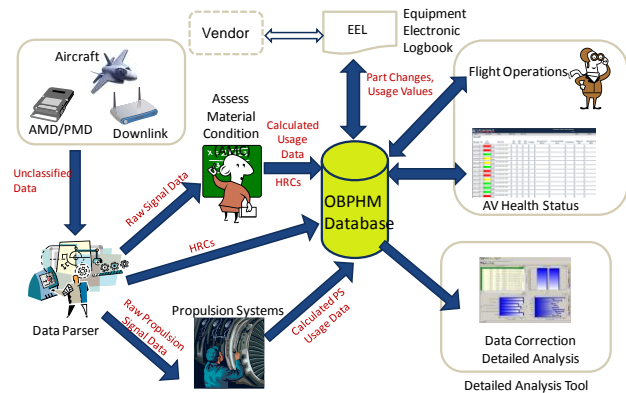 Vendor
EEL
Equipment
Electronic
Logbook
Aircraft
AMD/PMD
Downlink
Assess
Material
Condition
(AMC)
Part Changes,
Usage Values
Flight Operations
AV Health Status
Unclassified
Data
Raw Signal Data
Calculated
Usage
Data
HRCs
OBPHM
Database
HRCs
Data Parser
Raw Propulsion
Signal Data
Propulsion Systems
Calculated PS
Usage Data
Data Correction
Detailed Analysis
Detailed Analysis Tool